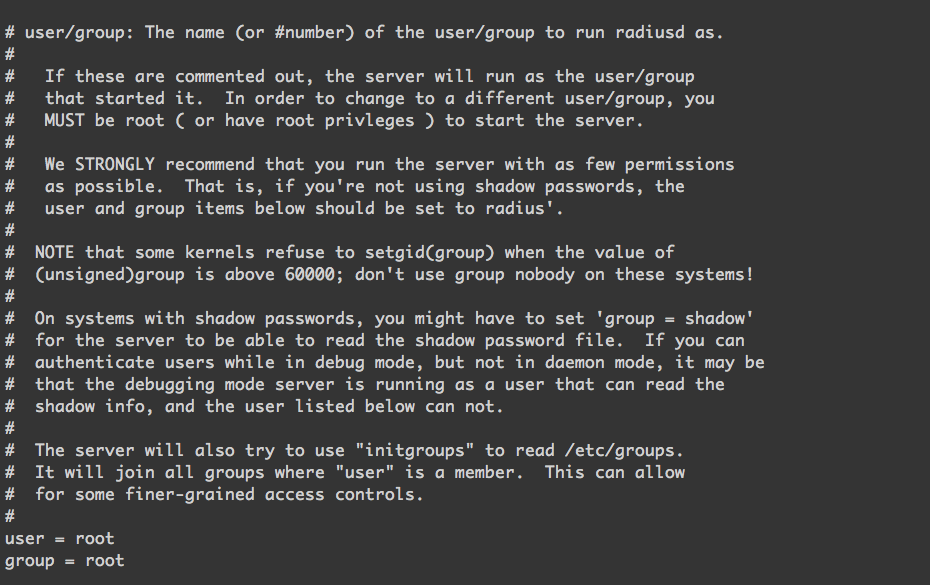 # user/group: The name (or #number) of the user/group to run radiusd as.
#
#   If these are commented out, the server will run as the user/group
#   that started it.  In order to change to a different user/group, you
#   MUST be root ( or have root privleges ) to start the server.
#
#   We STRONGLY recommend that you run the server with as few permissions
#   as possible.  That is, if you're not using shadow passwords, the
#   user and group items below should be set to radius'.
#
#  NOTE that some kernels refuse to setgid(group) when the value of
#  (unsigned)group is above 60000; don't use group nobody on these systems!
#
#  On systems with shadow passwords, you might have to set 'group = shadow'
#  for the server to be able to read the shadow password file.  If you can
#  authenticate users while in debug mode, but not in daemon mode, it may be
#  that the debugging mode server is running as a user that can read the
#  shadow info, and the user listed below can not.
#
#  The server will also try to use "initgroups" to read /etc/groups.
#  It will join all groups where "user" is a member.  This can allow
#  for some finer-grained access controls.
#
user = root
group = root